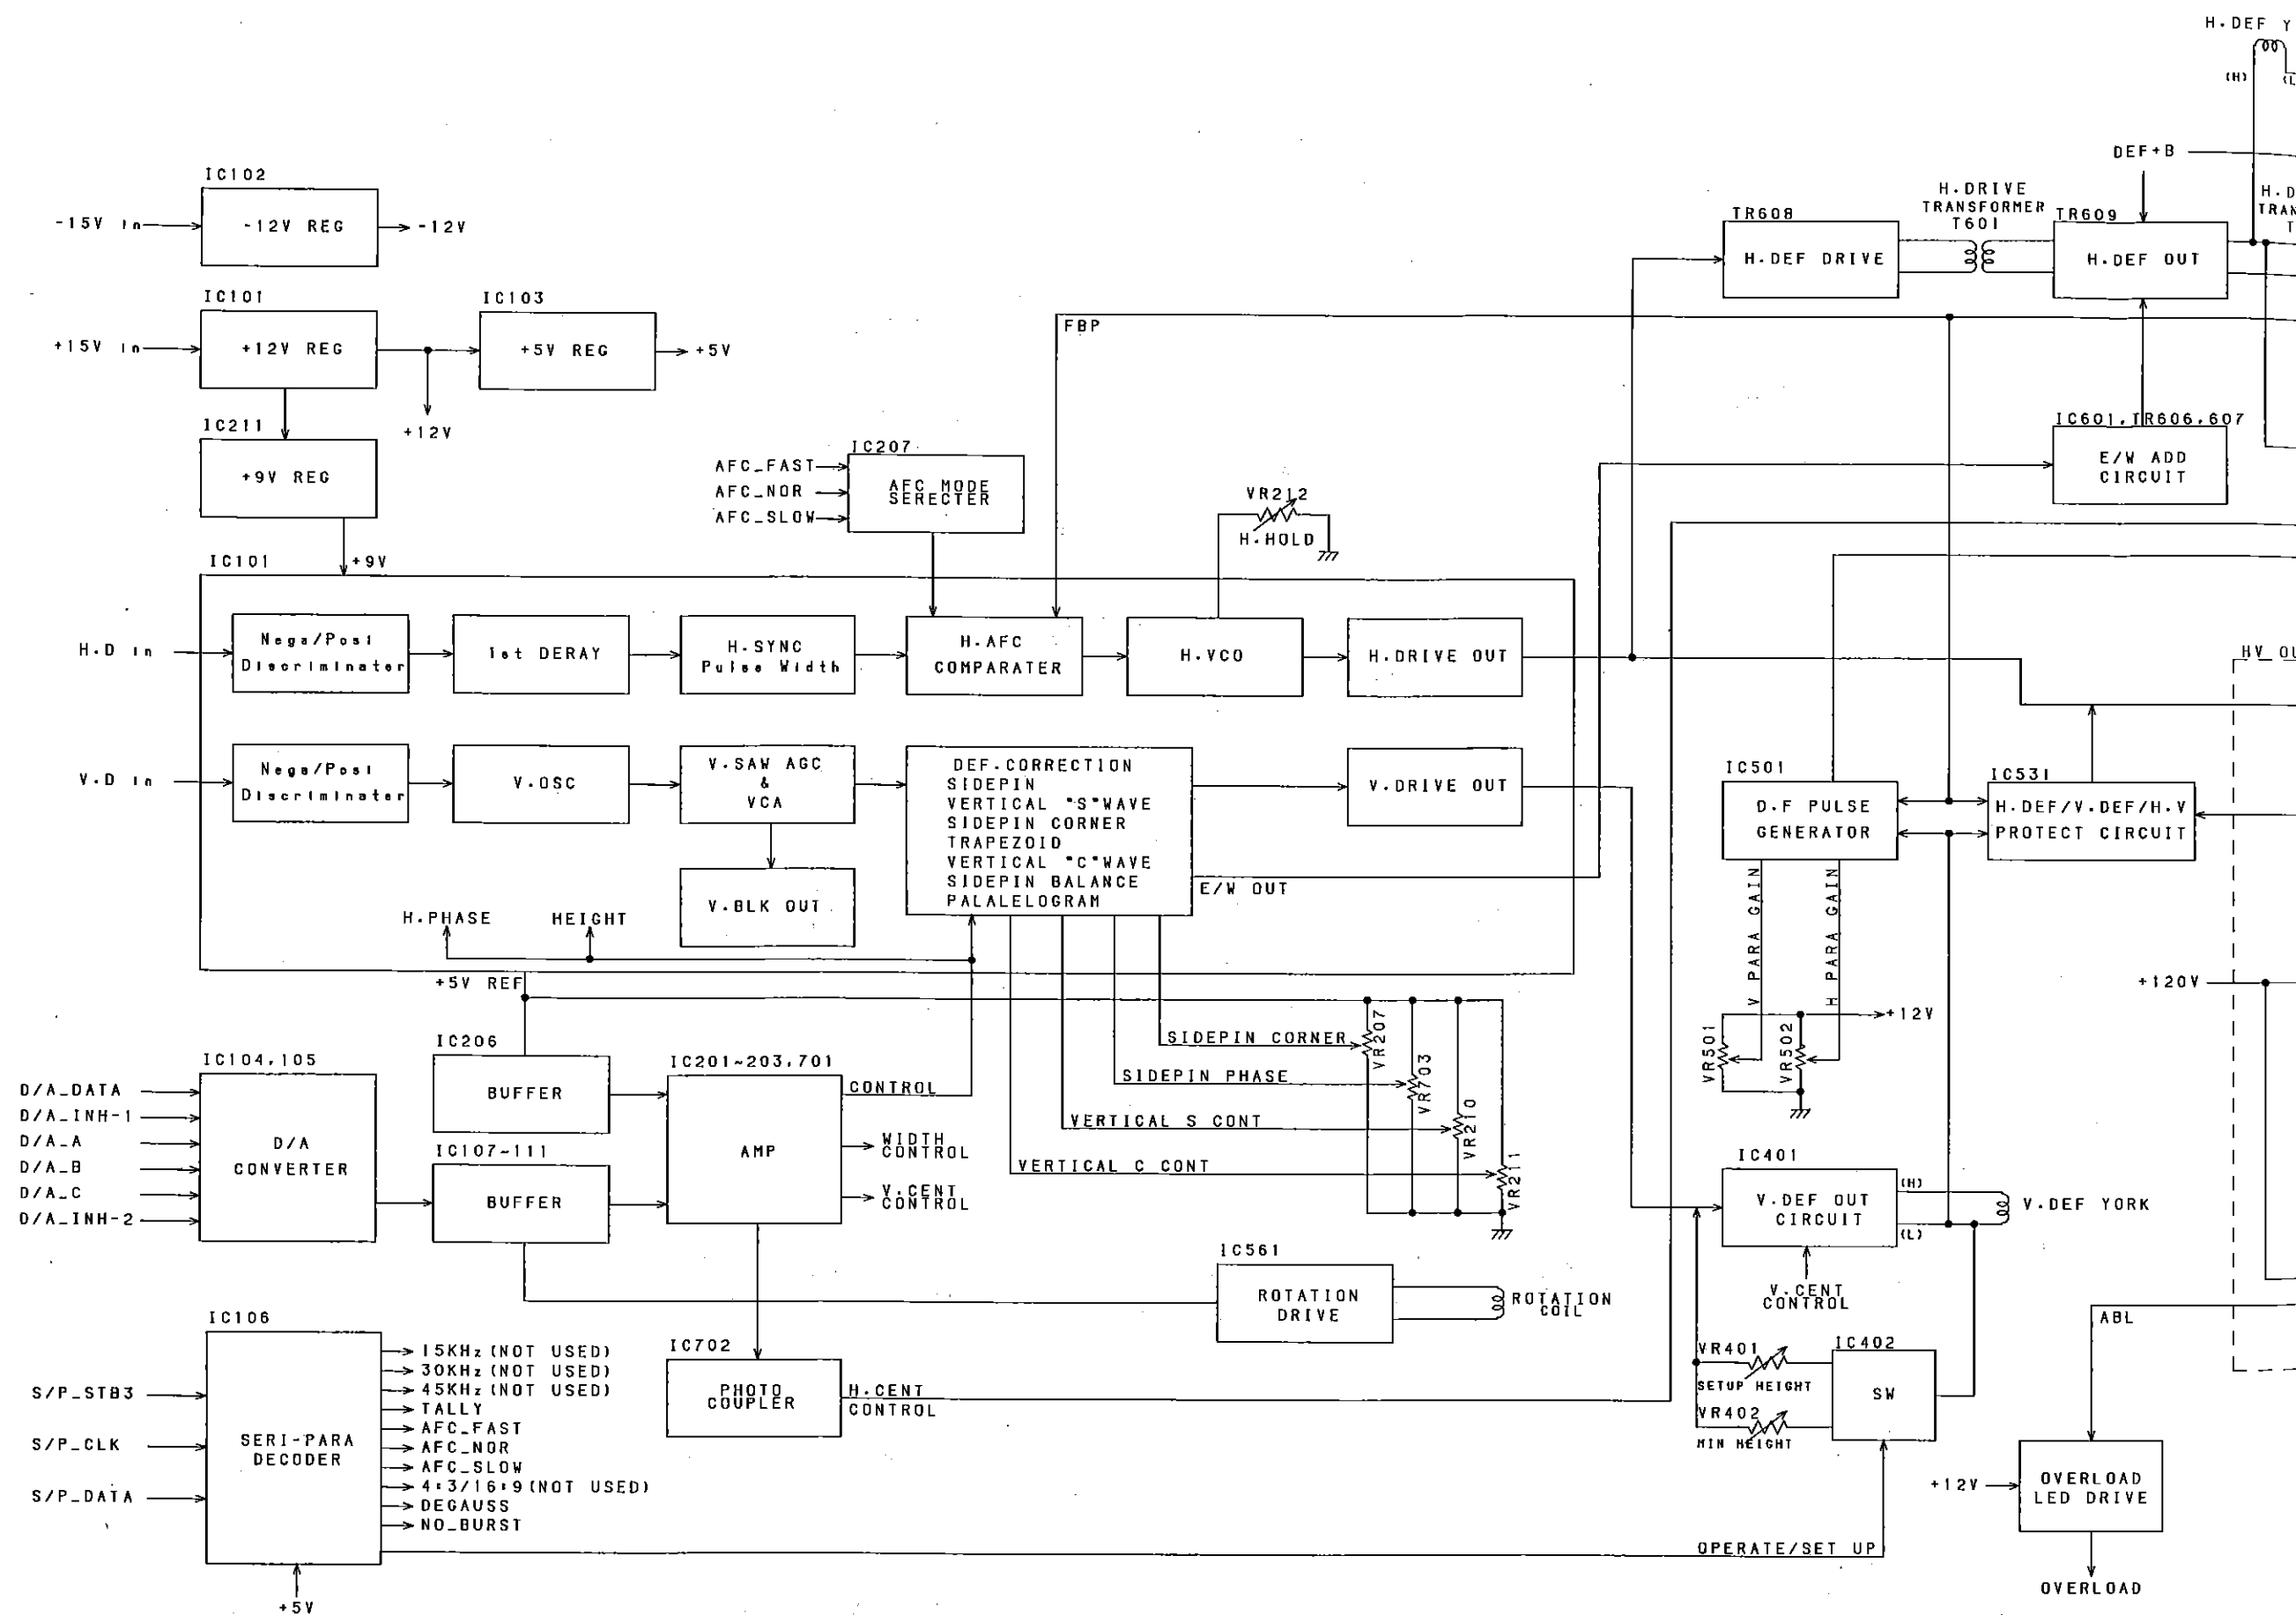 H.DEF Y
(H)
(L
DEF+B
H.DRIVE
TRANSFORMER
T601
H.D
TRAN
T
TR608
H.DEF DRIVE
TR609
H.DEF OUT
IC102
-15V In
-12V REG
-12V
IC101
+15V In
+12V REG
IC103
+5V REG
+5V
+12V
IC211
+9V REG
+9V
FBP
IC207
AFC_FAST
AFC_NOR
AFC_SLOW
AFC MODE
SERECTER
VR212
H.HOLD
IC601,TR606,607
E/W ADD
CIRCUIT
IC101
H.D In
Nega/Posi
Discriminater
1st DERAY
H.SYNC
Pulse Width
H.AFC
COMPARATER
H.VCO
H.DRIVE OUT
HV OU
V.D In
Nega/Posi
Discriminater
V.OSC
V.SAW AGC
&
VCA
V.BLK OUT
DEF.CORRECTION
SIDEPIN
VERTICAL "S"WAVE
SIDEPIN CORNER
TRAPEZOID
VERTICAL "C"WAVE
SIDEPIN BALANCE
PALALELOGRAM
V.DRIVE OUT
E/W OUT
H.PHASE
HEIGHT
IC501
D.F PULSE
GENERATOR
IC531
H.DEF/V.DEF/H.V
PROTECT CIRCUIT
V PARA GAIN
H PARA GAIN
+120V
+12V
VR501
VR502
+5V REF
IC206
BUFFER
IC107~111
BUFFER
IC201~203,701
AMP
CONTROL
WIDTH
CONTROL
V.CENT
CONTROL
SIDEPIN CORNER
SIDEPIN PHASE
VERTICAL S CONT
VERTICAL C CONT
VR207
VR703
VR210
VR211
IC104,105
D/A
CONVERTER
D/A_DATA
D/A_INH-1
D/A_A
D/A_B
D/A_C
D/A_INH-2
IC401
V.DEF OUT
CIRCUIT
(H)
(L)
V.DEF YORK
V.CENT
CONTROL
IC561
ROTATION
DRIVE
ROTATION
COIL
IC702
PHOTO
COUPLER
H.CENT
CONTROL
VR401
SETUP HEIGHT
VR402
MIN HEIGHT
IC402
SW
ABL
IC106
SERI-PARA
DECODER
S/P_STB3
S/P_CLK
S/P_DATA
15KHz(NOT USED)
30KHz(NOT USED)
45KHz(NOT USED)
TALLY
AFC_FAST
AFC_NOR
AFC_SLOW
4:3/16:9(NOT USED)
DEGAUSS
NO_BURST
+5V
OPERATE/SET UP
+12V
OVERLOAD
LED DRIVE
OVERLOAD